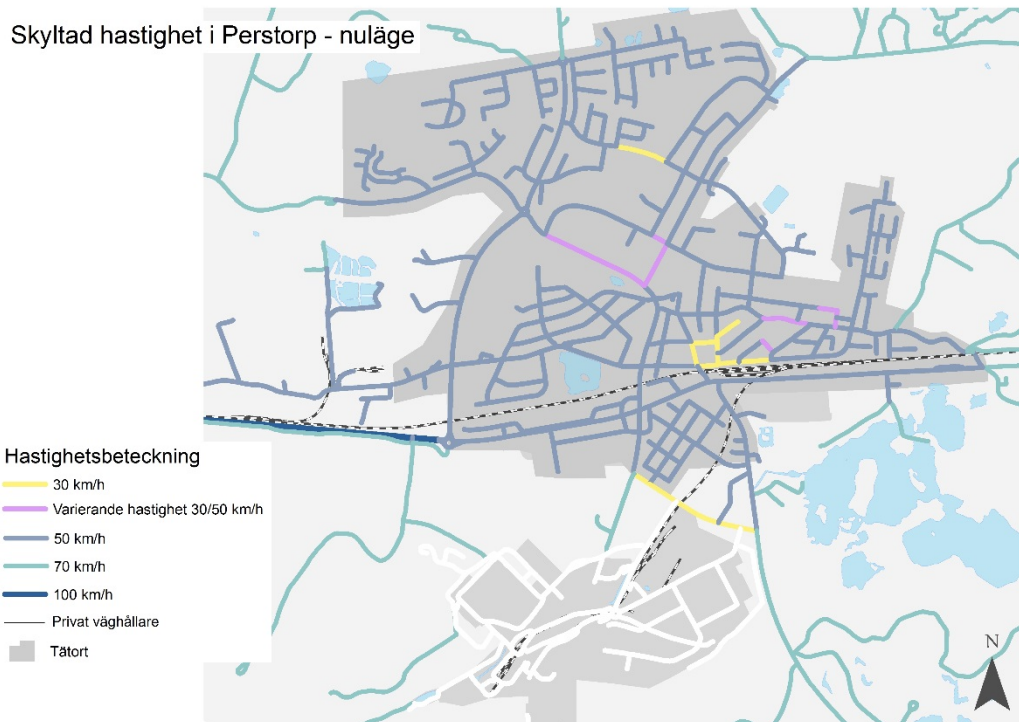 Skyltad hastighet i Perstorp - nuläge
Hastighetsbeteckning
30 km/h
Varierande hastighet 30/50 km/h
50 km/h
70 km/h
100 km/h
Privat väghållare
Tätort
N